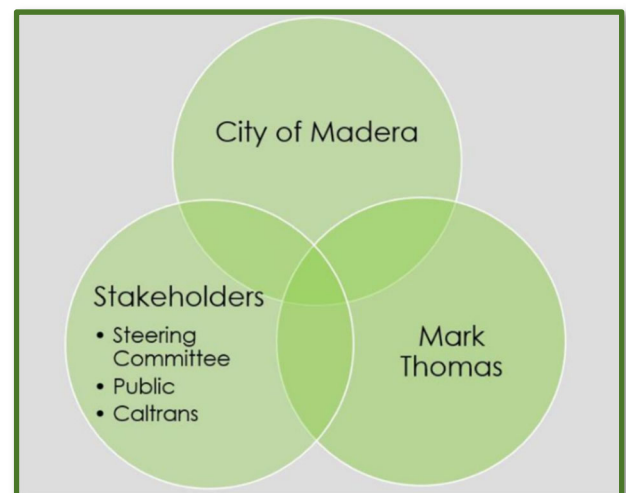 City of Madera
Stakeholders
• Steering
Committee
• Public
• Caltrans
Mark
Thomas